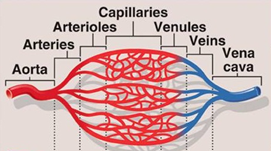 Capillaries
Arterioles
Venules
Arteries
Veins
Aorta
Vena
cava